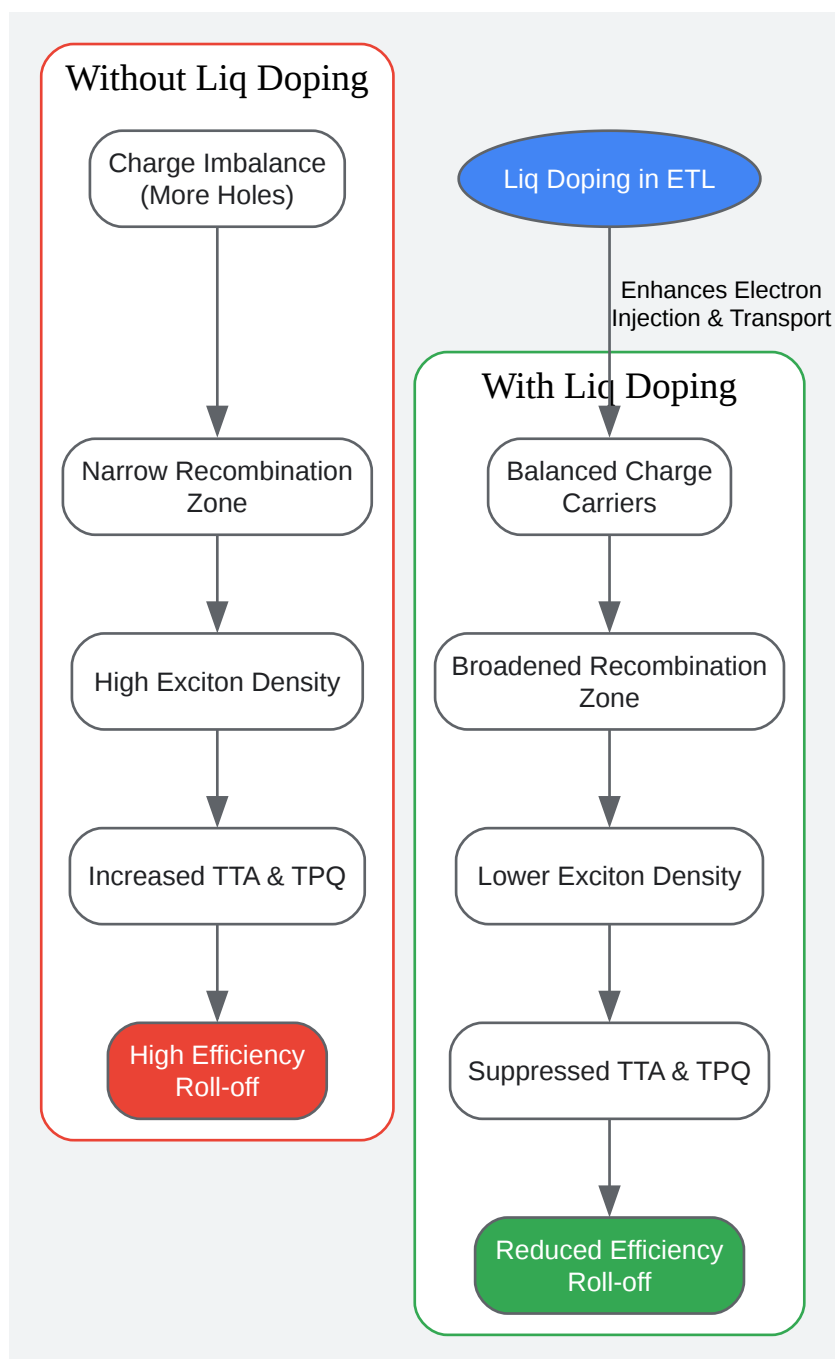 Without Liq Doping
Charge Imbalance
(More Holes)
Narrow Recombination
Zone
High Exciton Density
Increased TTA & TPQ
High Efficiency
Roll-off
Liq Doping in ETL
Enhances Electron
Injection & Transport
With Liq Doping
Balanced Charge
Carriers
Broadened Recombination
Zone
Lower Exciton Density
Suppressed TTA & TPQ
Reduced Efficiency
Roll-off